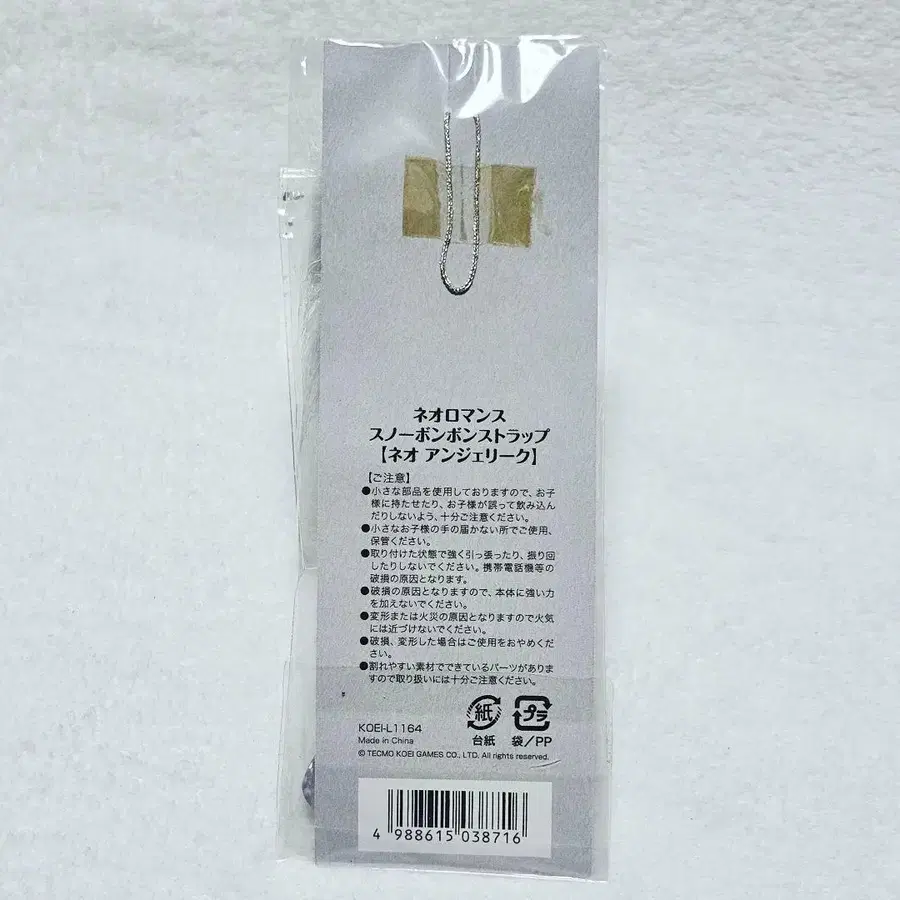 ネオロマンス
スノーボンボンストラップ
【ネオ アンジェリーク】
【ご注意】
●小さな部品を使用しておりますので、お子
様に持たせたり、お子様が誤って飲み込ん
だりしないよう、十分ご注意ください。
●小さなお子様の手の届かない所でご使用、
保管ください。
●取り付けた状態で強く引っ張ったり、振り回
したりしないでください。携帯電話機等の
破損の原因となります。
●破損の原因となりますので、本体に強い力
を加えないでください。
●変形または火災の原因となりますので火気
には近づけないでください。
●破損、変形した場合はご使用をおやめくだ
さい。
●割れやすい素材でできているパーツがありま
すので取り扱いには十分ご注意ください。
紙 プラ
台紙 袋/PP
KOEI-L1164
Made in China
© TECMO KOEI GAMES CO., LTD. All rights reserved.
4 988615 038716